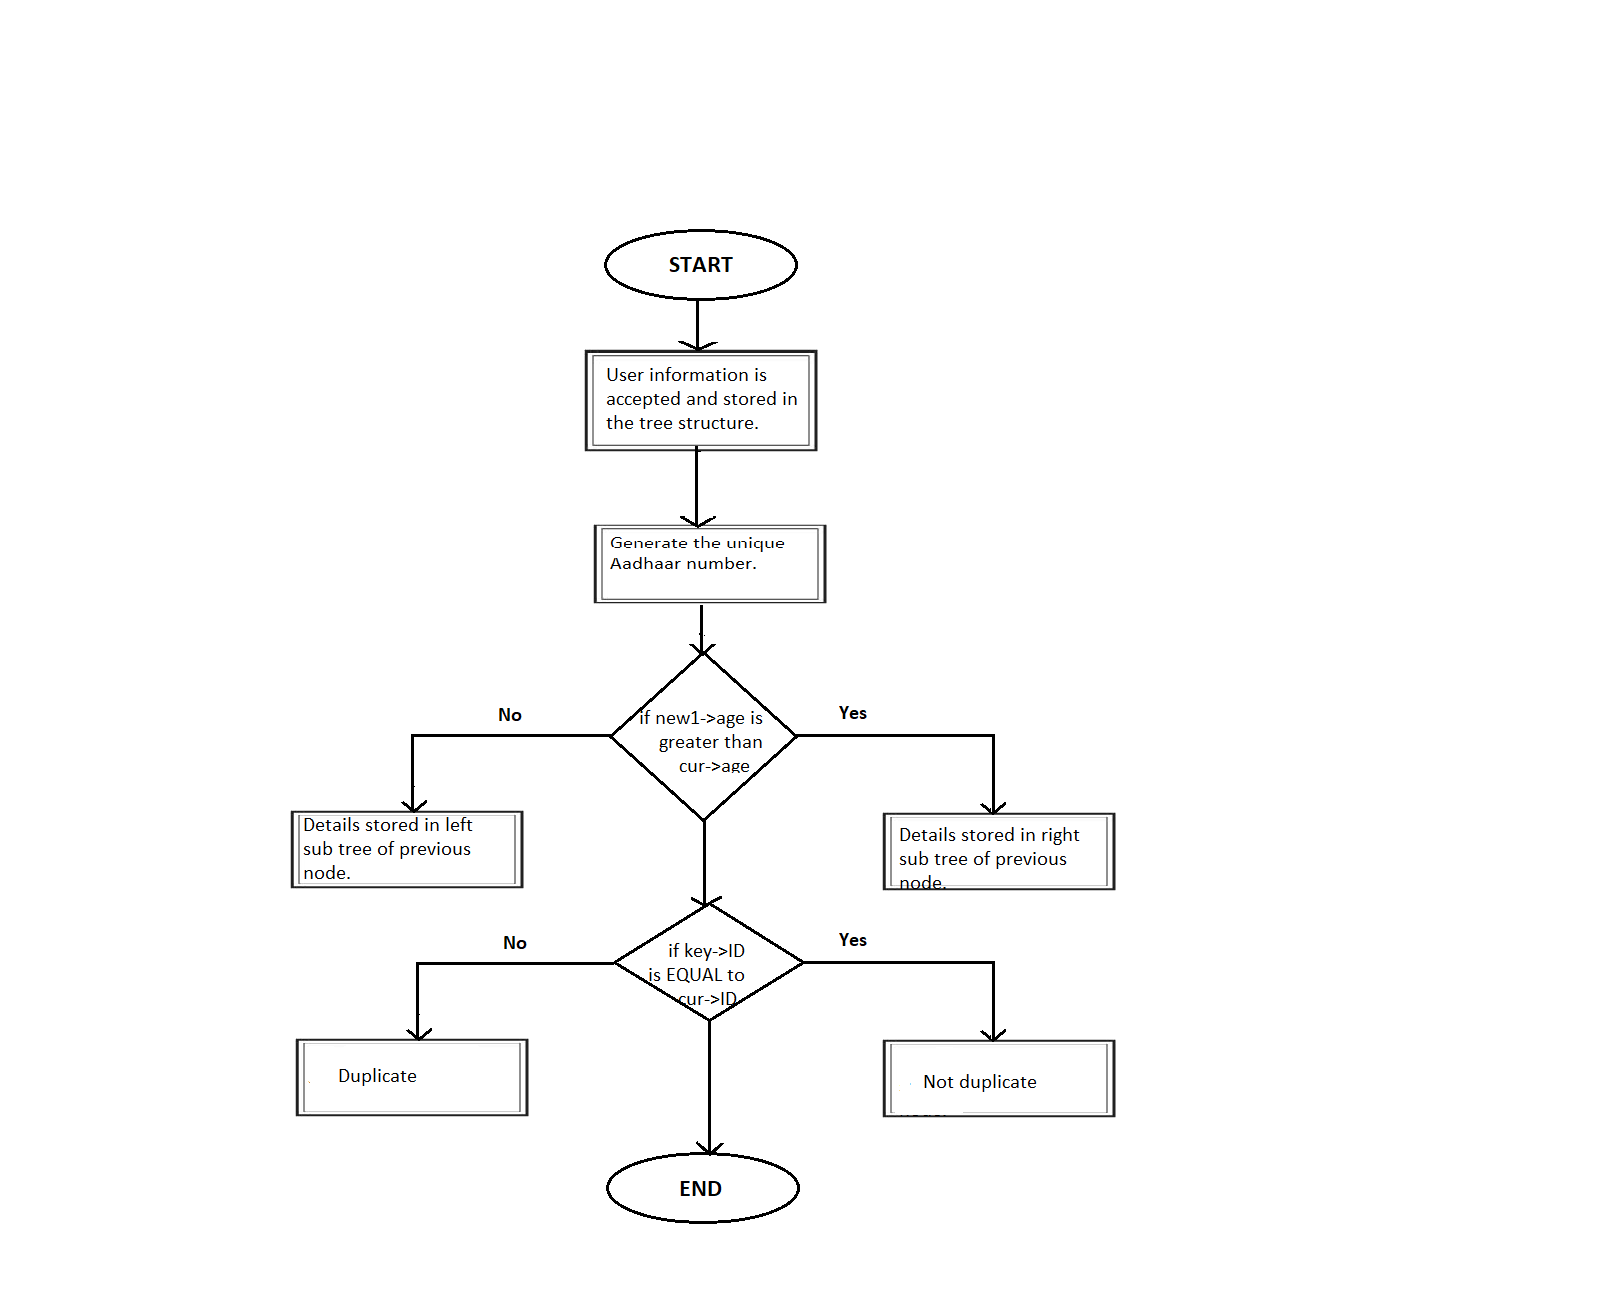 START
User information is
accepted and stored in
the tree structure.
Generate the unique
Aadhaar number.
if new1->age is
greater than
cur->age
No
Yes
Details stored in left
sub tree of previous
node.
Details stored in right
sub tree of previous
node.
if key->ID
is EQUAL to
cur->ID
No
Yes
Duplicate
Not duplicate
END